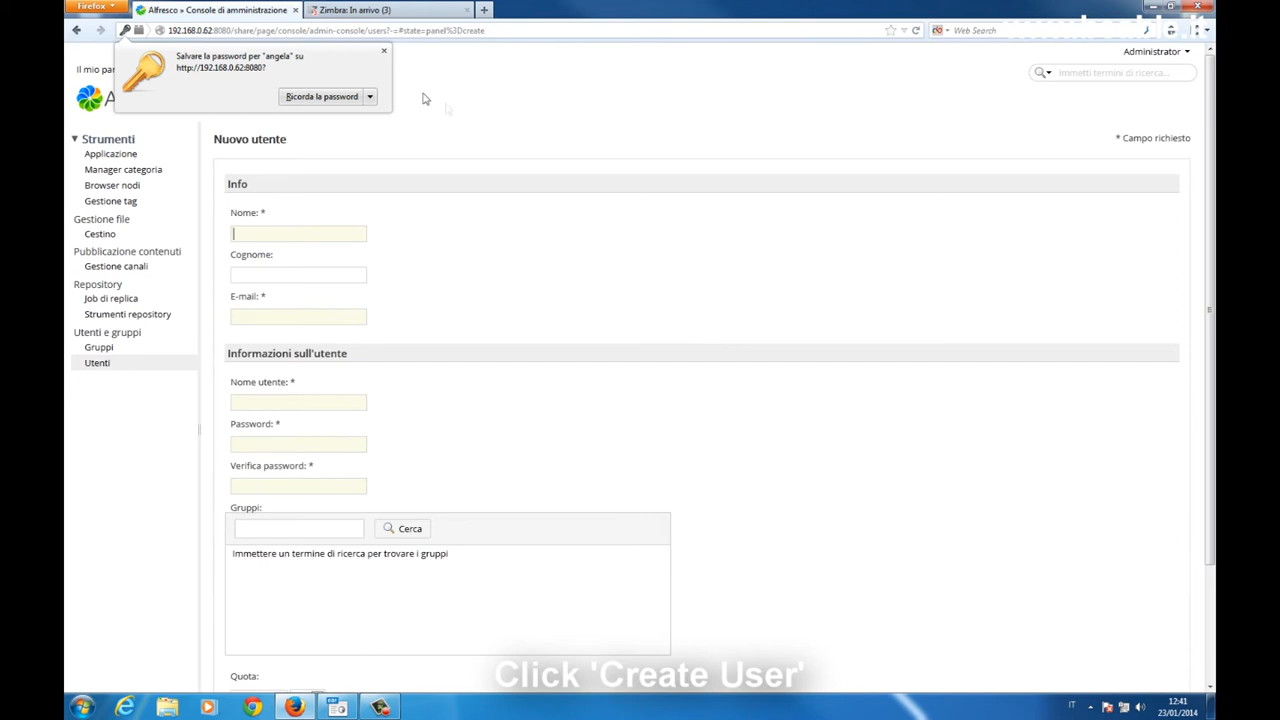 Firefox
Alfresco » Console di amministrazione
Zimbra: In arrivo (3)
192.168.0.62:8080/share/page/console/admin-console/users?-=#state=panel%3Dcreate
Web Search
Salvare la password per "angela" su
http://192.168.0.62:8080?
Ricorda la password
Administrator
Il mio pa
A
Immetti termini di ricerca...
Strumenti
Applicazione
Manager categoria
Browser nodi
Gestione tag
Gestione file
Cestino
Pubblicazione contenuti
Gestione canali
Repository
Job di replica
Strumenti repository
Utenti e gruppi
Gruppi
Utenti
Nuovo utente
* Campo richiesto
Info
Nome: *
Cognome:
E-mail: *
Informazioni sull'utente
Nome utente: *
Password: *
Verifica password: *
Gruppi:
Cerca
Immettere un termine di ricerca per trovare i gruppi
Quota:
Click 'Create User'
IT
12:41
23/01/2014